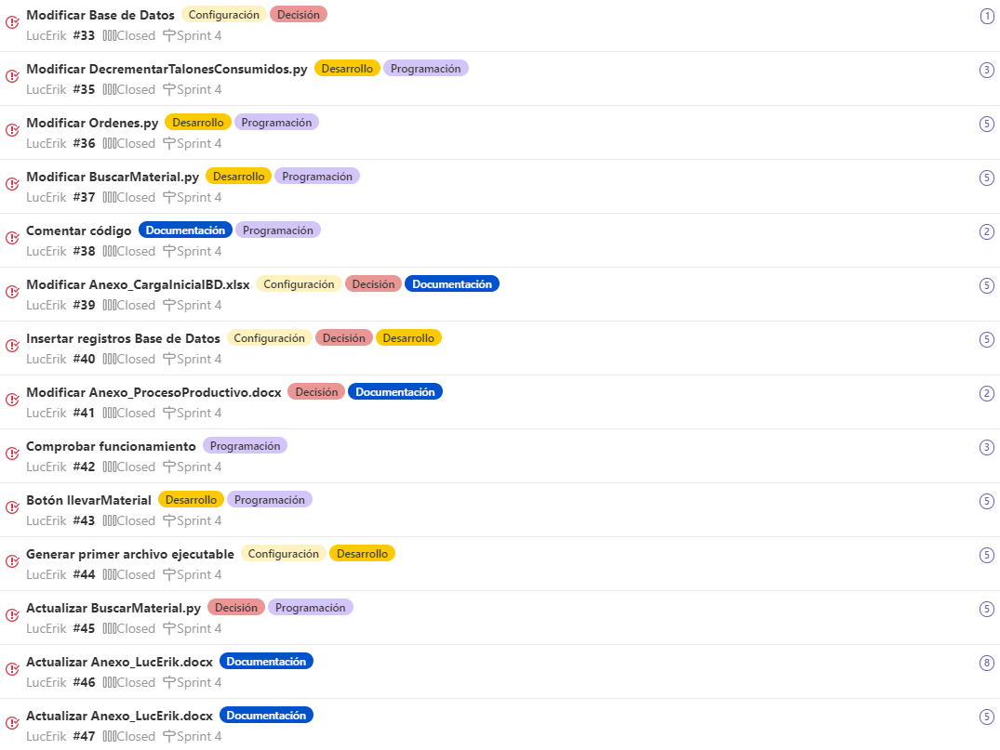 Modificar Base de Datos Configuración Decisión 1
LucErik #33 Closed Sprint 4
Modificar DecrementarTalonesConsumidos.py Desarrollo Programación 3
LucErik #35 Closed Sprint 4
Modificar Ordenes.py Desarrollo Programación 5
LucErik #36 Closed Sprint 4
Modificar BuscarMaterial.py Desarrollo Programación 5
LucErik #37 Closed Sprint 4
Comentar código Documentación Programación 2
LucErik #38 Closed Sprint 4
Modificar Anexo_CargaInicialBD.xlsx Configuración Decisión Documentación 5
LucErik #39 Closed Sprint 4
Insertar registros Base de Datos Configuración Decisión Desarrollo 5
LucErik #40 Closed Sprint 4
Modificar Anexo_ProcesoProductivo.docx Decisión Documentación 2
LucErik #41 Closed Sprint 4
Comprobar funcionamiento Programación 3
LucErik #42 Closed Sprint 4
Botón llevarMaterial Desarrollo Programación 5
LucErik #43 Closed Sprint 4
Generar primer archivo ejecutable Configuración Desarrollo 5
LucErik #44 Closed Sprint 4
Actualizar BuscarMaterial.py Decisión Programación 5
LucErik #45 Closed Sprint 4
Actualizar Anexo_LucErik.docx Documentación 8
LucErik #46 Closed Sprint 4
Actualizar Anexo_LucErik.docx Documentación 5
LucErik #47 Closed Sprint 4